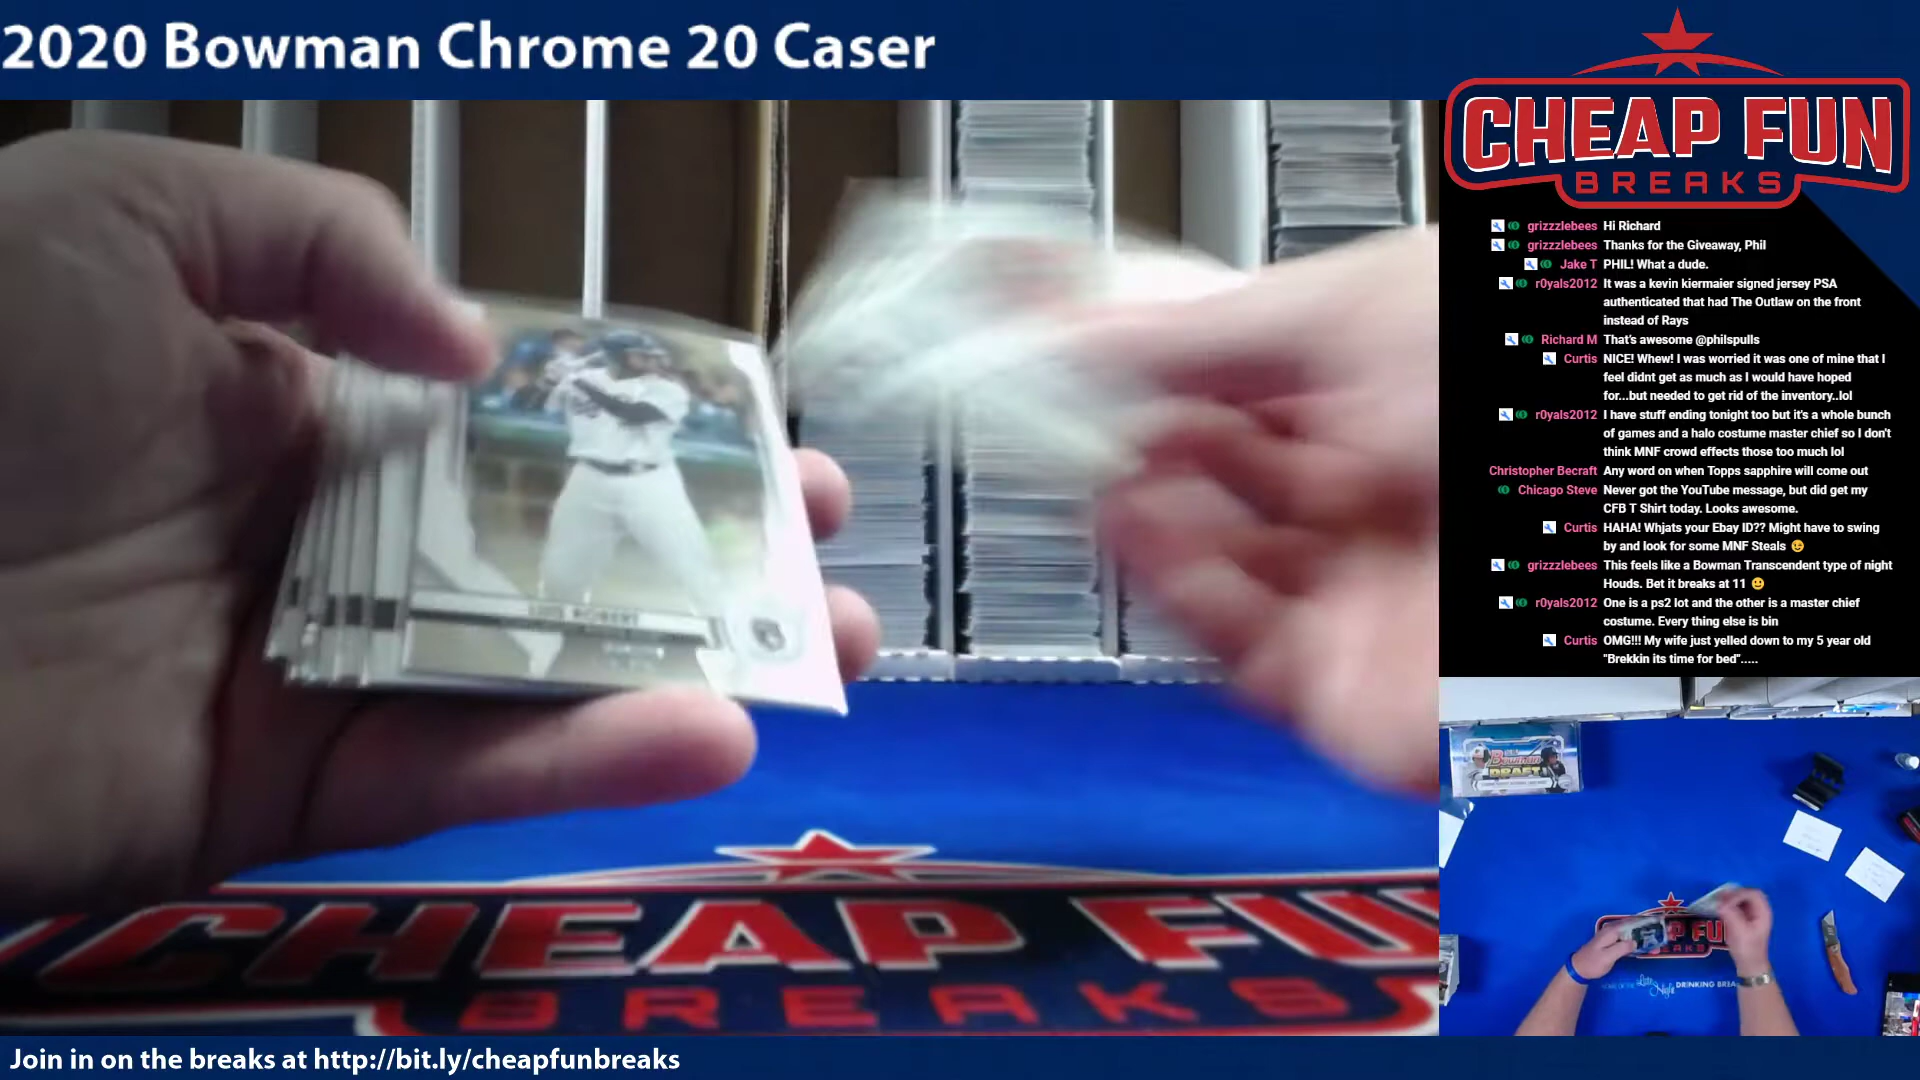 2020 Bowman Chrome 20 Caser
CHEAP FUN
BREAKS
grizzzlebees Hi Richard
grizzzlebees Thanks for the Giveaway, Phil
Jake T PHIL! What a dude.
r0yals2012 It was a kevin kiermaier signed jersey PSA
authenticated that had The Outlaw on the front
instead of Rays
Richard M That's awesome @philspulls
Curtis NICE! Whew! I was worried it was one of mine that I
feel didnt get as much as I would have hoped
for...but needed to get rid of the inventory..lol
r0yals2012 I have stuff ending tonight too but it's a whole bunch
of games and a halo costume master chief so I don't
think MNF crowd effects those too much lol
Christopher Becraft Any word on when Topps sapphire will come out
Chicago Steve Never got the YouTube message, but did get my
CFB T Shirt today. Looks awesome.
Curtis HAHA! Whjats your Ebay ID?? Might have to swing
by and look for some MNF Steals 😉
grizzzlebees This feels like a Bowman Transcendent type of night
Houds. Bet it breaks at 11 🙂
r0yals2012 One is a ps2 lot and the other is a master chief
costume. Every thing else is bin
Curtis OMG!!! My wife just yelled down to my 5 year old
"Brekkin its time for bed".....
LUIS ROBERT
CHEAP FU
BREAKS
Bowman
DRAFT
Late
Night
DRINKING BREA
Join in on the breaks at http://bit.ly/cheapfunbreaks